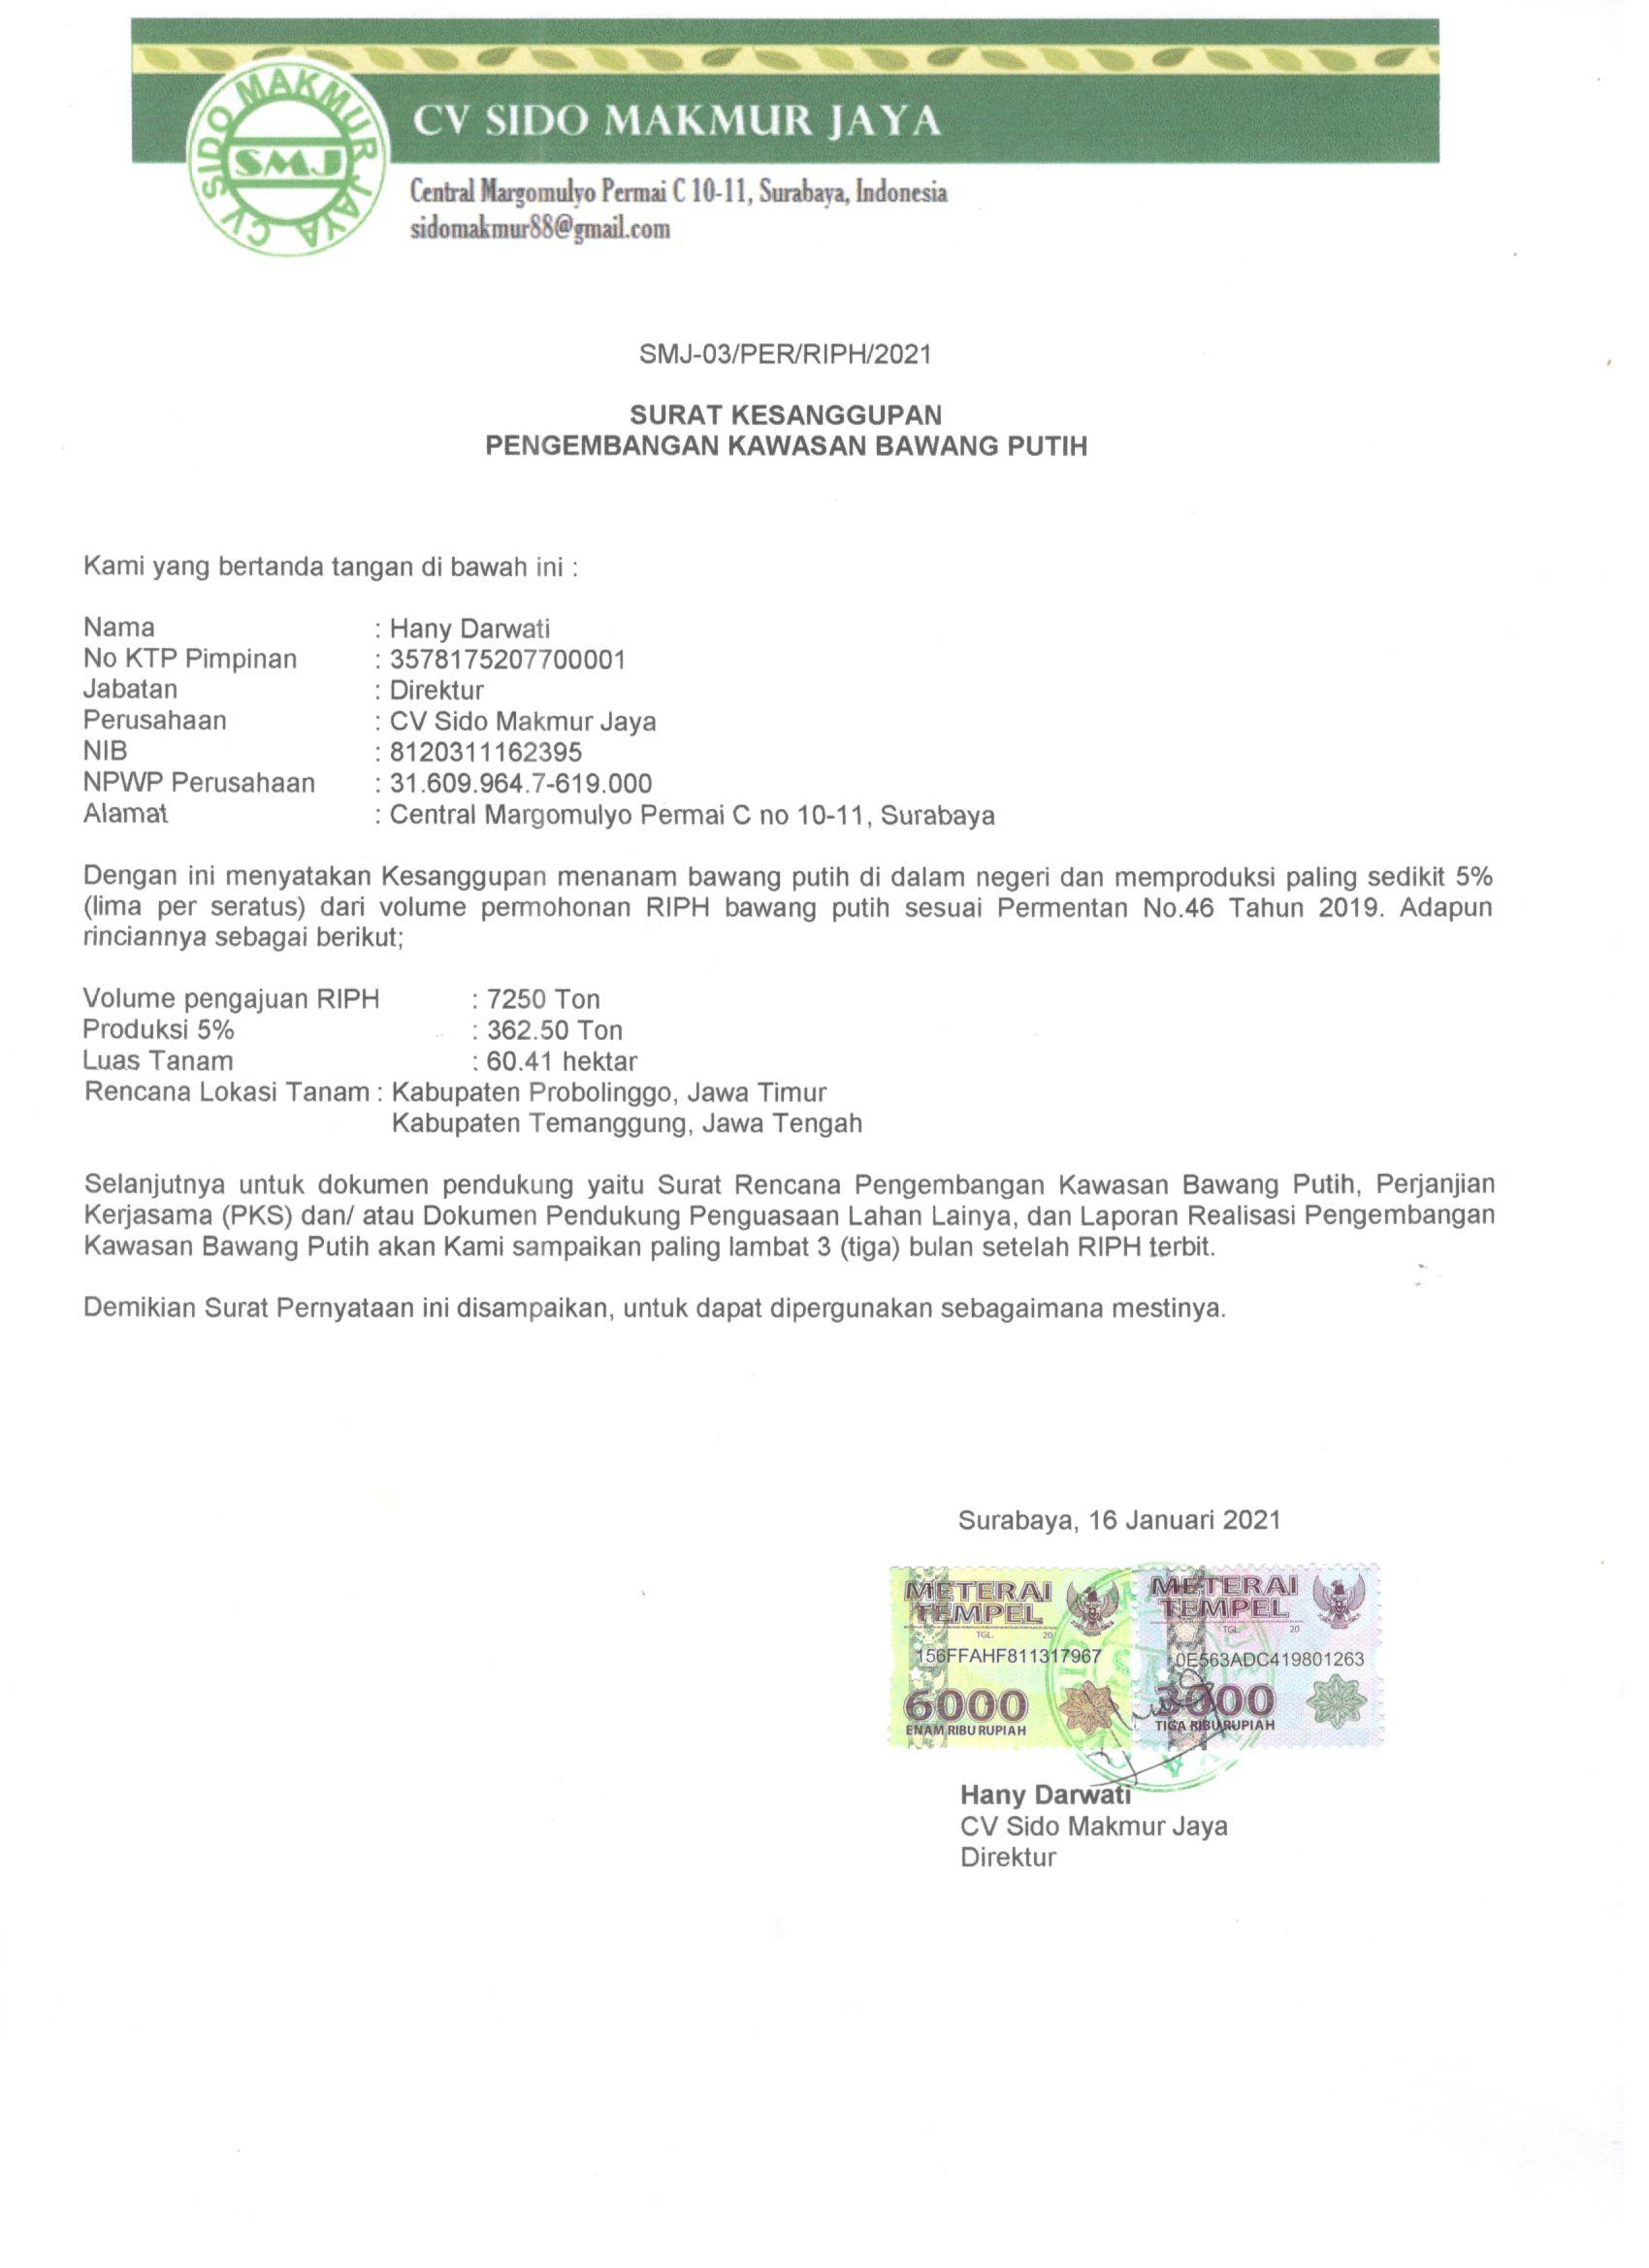 CV SIDO MAKMUR JAYA
SMJ
CV SIDO MAKMUR JAYA
Central Margomulyo Permai C 10-11, Surabaya, Indonesia
sidomakmur88@gmail.com
SMJ-03/PER/RIPH/2021
SURAT KESANGGUPAN
PENGEMBANGAN KAWASAN BAWANG PUTIH
Kami yang bertanda tangan di bawah ini :
Nama : Hany Darwati
No KTP Pimpinan : 3578175207700001
Jabatan : Direktur
Perusahaan : CV Sido Makmur Jaya
NIB : 8120311162395
NPWP Perusahaan : 31.609.964.7-619.000
Alamat : Central Margomulyo Permai C no 10-11, Surabaya
Dengan ini menyatakan Kesanggupan menanam bawang putih di dalam negeri dan memproduksi paling sedikit 5%
(lima per seratus) dari volume permohonan RIPH bawang putih sesuai Permentan No.46 Tahun 2019. Adapun
rinciannya sebagai berikut;
Volume pengajuan RIPH : 7250 Ton
Produksi 5% : 362.50 Ton
Luas Tanam : 60.41 hektar
Rencana Lokasi Tanam : Kabupaten Probolinggo, Jawa Timur
Kabupaten Temanggung, Jawa Tengah
Selanjutnya untuk dokumen pendukung yaitu Surat Rencana Pengembangan Kawasan Bawang Putih, Perjanjian
Kerjasama (PKS) dan/ atau Dokumen Pendukung Penguasaan Lahan Lainya, dan Laporan Realisasi Pengembangan
Kawasan Bawang Putih akan Kami sampaikan paling lambat 3 (tiga) bulan setelah RIPH terbit.
Demikian Surat Pernyataan ini disampaikan, untuk dapat dipergunakan sebagaimana mestinya.
Surabaya, 16 Januari 2021
METERAI TEMPEL
TGL. 20
156FFAHF811317967
6000
ENAM RIBU RUPIAH
METERAI TEMPEL
TGL. 20
0E563ADC419801263
3000
TIGA RIBU RUPIAH
Hany Darwati
CV Sido Makmur Jaya
Direktur